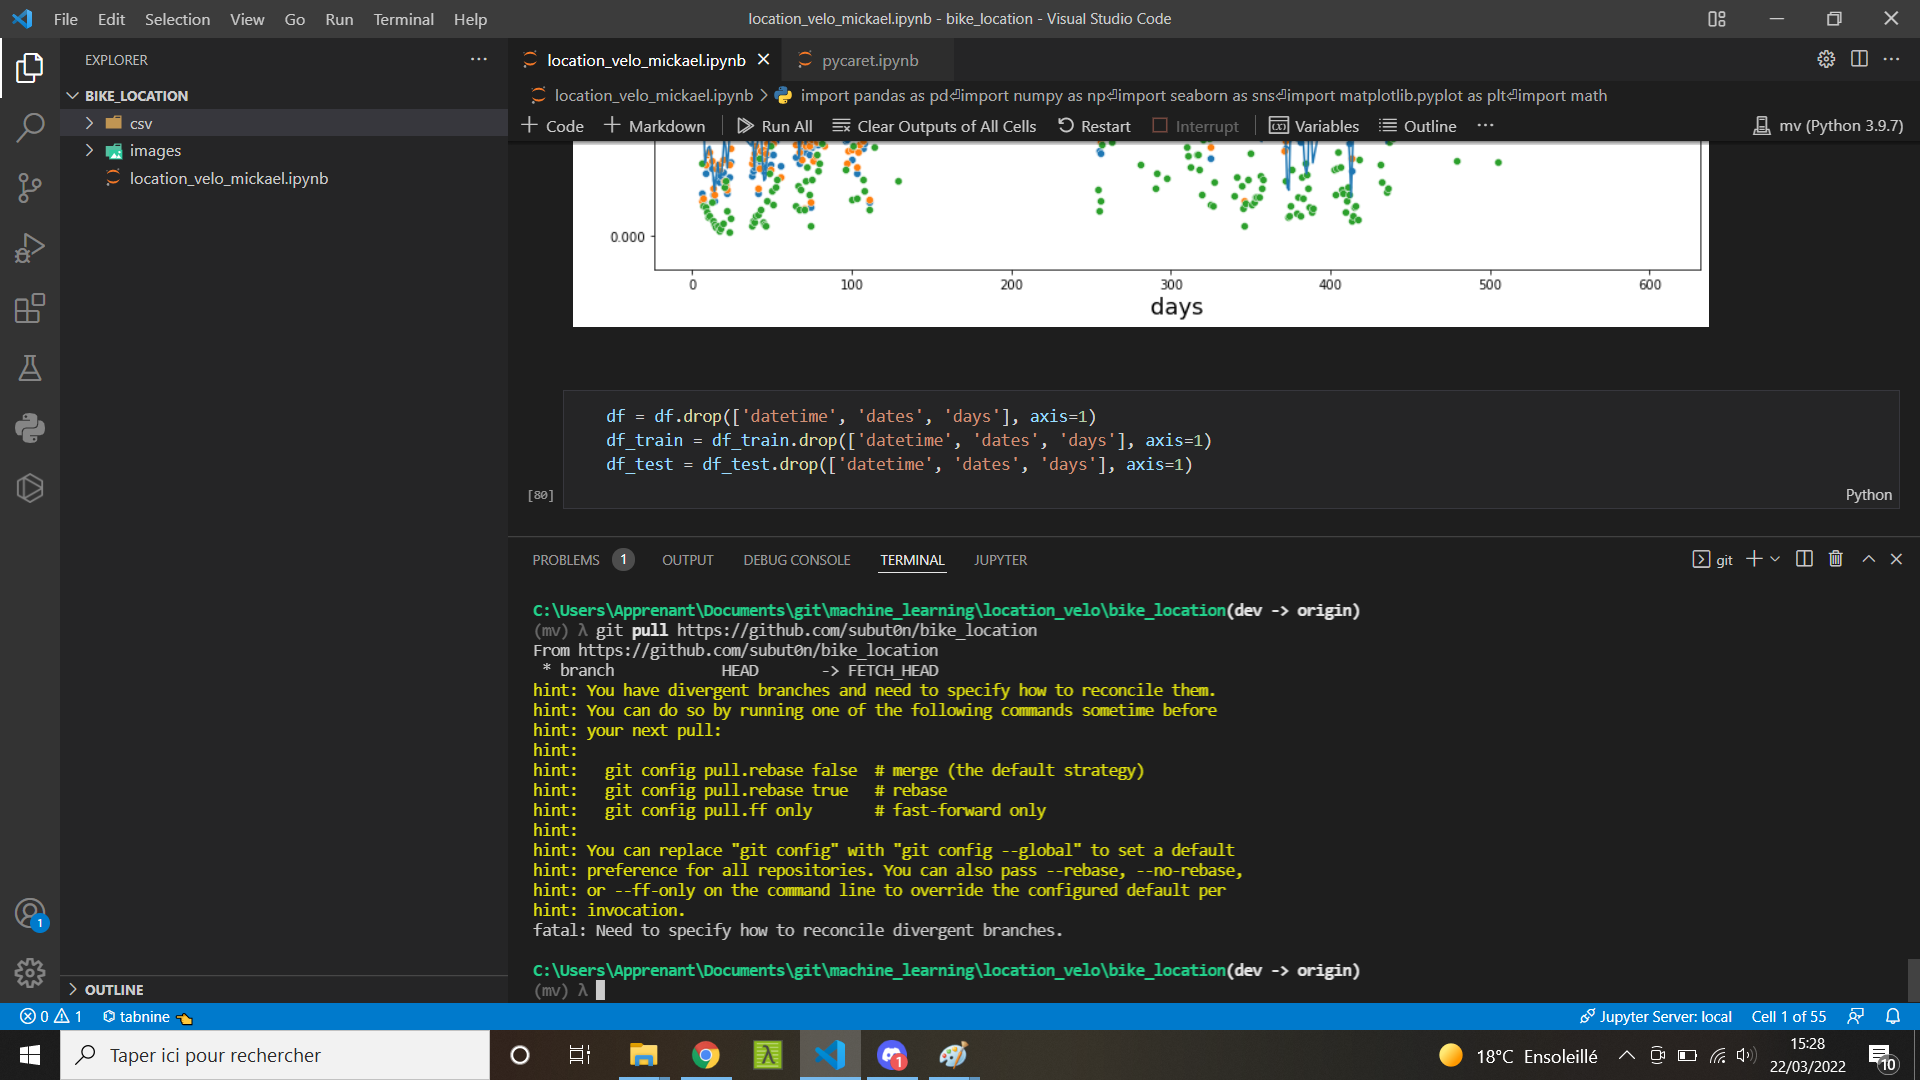 File Edit Selection View Go Run Terminal Help
location_velo_mickael.ipynb - bike_location - Visual Studio Code
EXPLORER
BIKE_LOCATION
csv
images
location_velo_mickael.ipynb
OUTLINE
location_velo_mickael.ipynb pycaret.ipynb
location_velo_mickael.ipynb > import pandas as pd⏎import numpy as np⏎import seaborn as sns⏎import matplotlib.pyplot as plt⏎import math
Code Markdown Run All Clear Outputs of All Cells Restart Interrupt Variables Outline mv (Python 3.9.7)
0.000
0 100 200 300 400 500 600
days
df = df.drop(['datetime', 'dates', 'days'], axis=1)
df_train = df_train.drop(['datetime', 'dates', 'days'], axis=1)
df_test = df_test.drop(['datetime', 'dates', 'days'], axis=1)
[80]
Python
PROBLEMS 1 OUTPUT DEBUG CONSOLE TERMINAL JUPYTER git
C:\Users\Apprenant\Documents\git\machine_learning\location_velo\bike_location(dev -> origin)
(mv) λ git pull https://github.com/subut0n/bike_location
From https://github.com/subut0n/bike_location
* branch HEAD -> FETCH_HEAD
hint: You have divergent branches and need to specify how to reconcile them.
hint: You can do so by running one of the following commands sometime before
hint: your next pull:
hint:
hint: git config pull.rebase false # merge (the default strategy)
hint: git config pull.rebase true # rebase
hint: git config pull.ff only # fast-forward only
hint:
hint: You can replace "git config" with "git config --global" to set a default
hint: preference for all repositories. You can also pass --rebase, --no-rebase,
hint: or --ff-only on the command line to override the configured default per
hint: invocation.
fatal: Need to specify how to reconcile divergent branches.
C:\Users\Apprenant\Documents\git\machine_learning\location_velo\bike_location(dev -> origin)
(mv) λ
1
0 1 tabnine Jupyter Server: local Cell 1 of 55
Taper ici pour rechercher
1
18°C Ensoleillé
15:28
22/03/2022
10